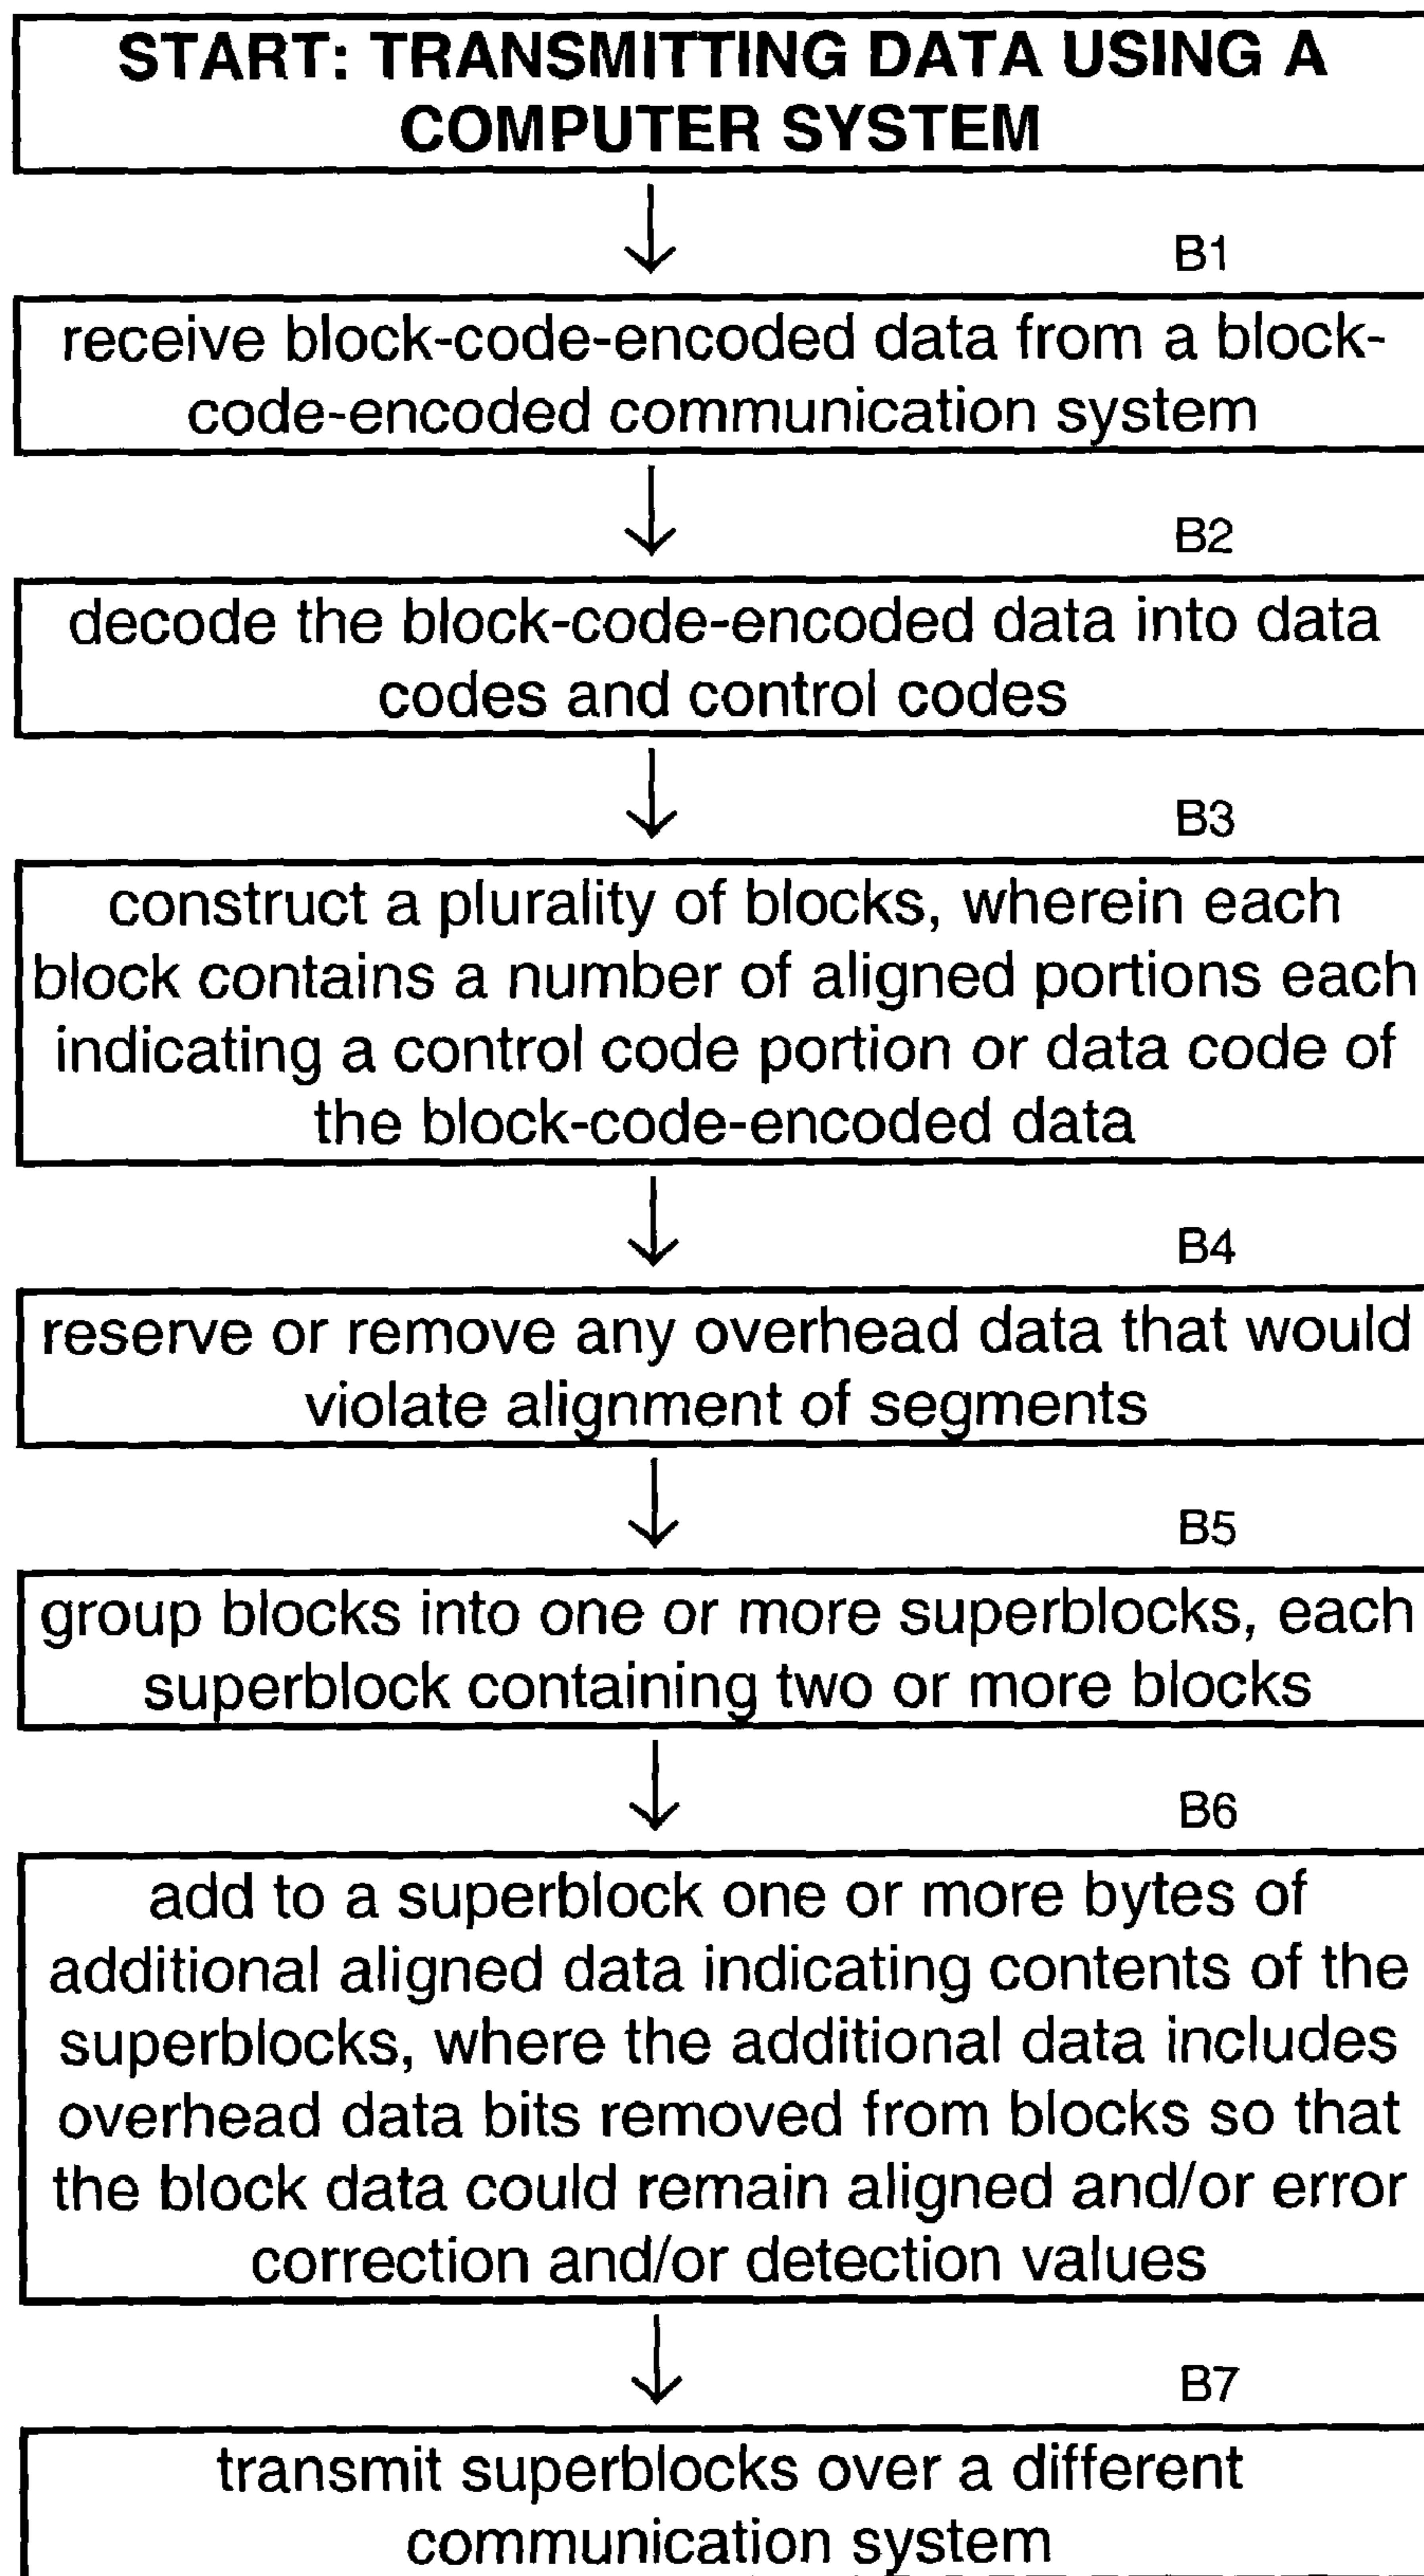 START: TRANSMITTING DATA USING A
COMPUTER SYSTEM
B1
receive block-code-encoded data from a block-
code-encoded communication system
B2
decode the block-code-encoded data into data
codes and control codes
B3
construct a plurality of blocks, wherein each
block contains a number of aligned portions each
indicating a control code portion or data code of
the block-code-encoded data
B4
reserve or remove any overhead data that would
violate alignment of segments
B5
group blocks into one or more superblocks, each
superblock containing two or more blocks
B6
add to a superblock one or more bytes of
additional aligned data indicating contents of the
superblocks, where the additional data includes
overhead data bits removed from blocks so that
the block data could remain aligned and/or error
correction and/or detection values
B7
transmit superblocks over a different
communication system